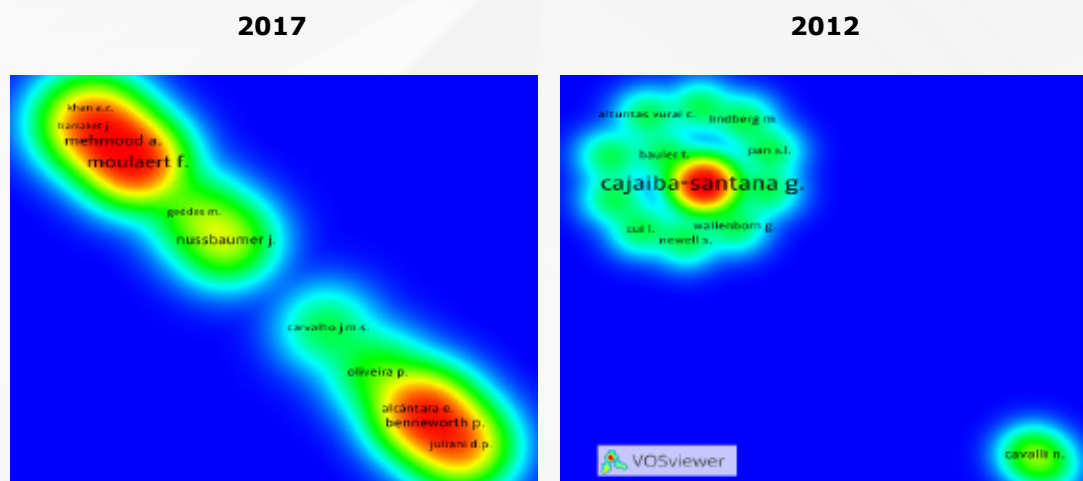 2017
2012
khan a.z.
hamaker j.
mehmood a.
moulaert f.
geddes m.
nussbaumer j.
carvalho j.m.s.
oliveira p.
alcântara e.
benneworth p.
juliani d.p.
altuntas vural c.
lindberg m.
bauler t.
pan s.l.
cajaiba-santana g.
cui l.
wallenborn g.
newell s.
cavalli n.
VOSviewer